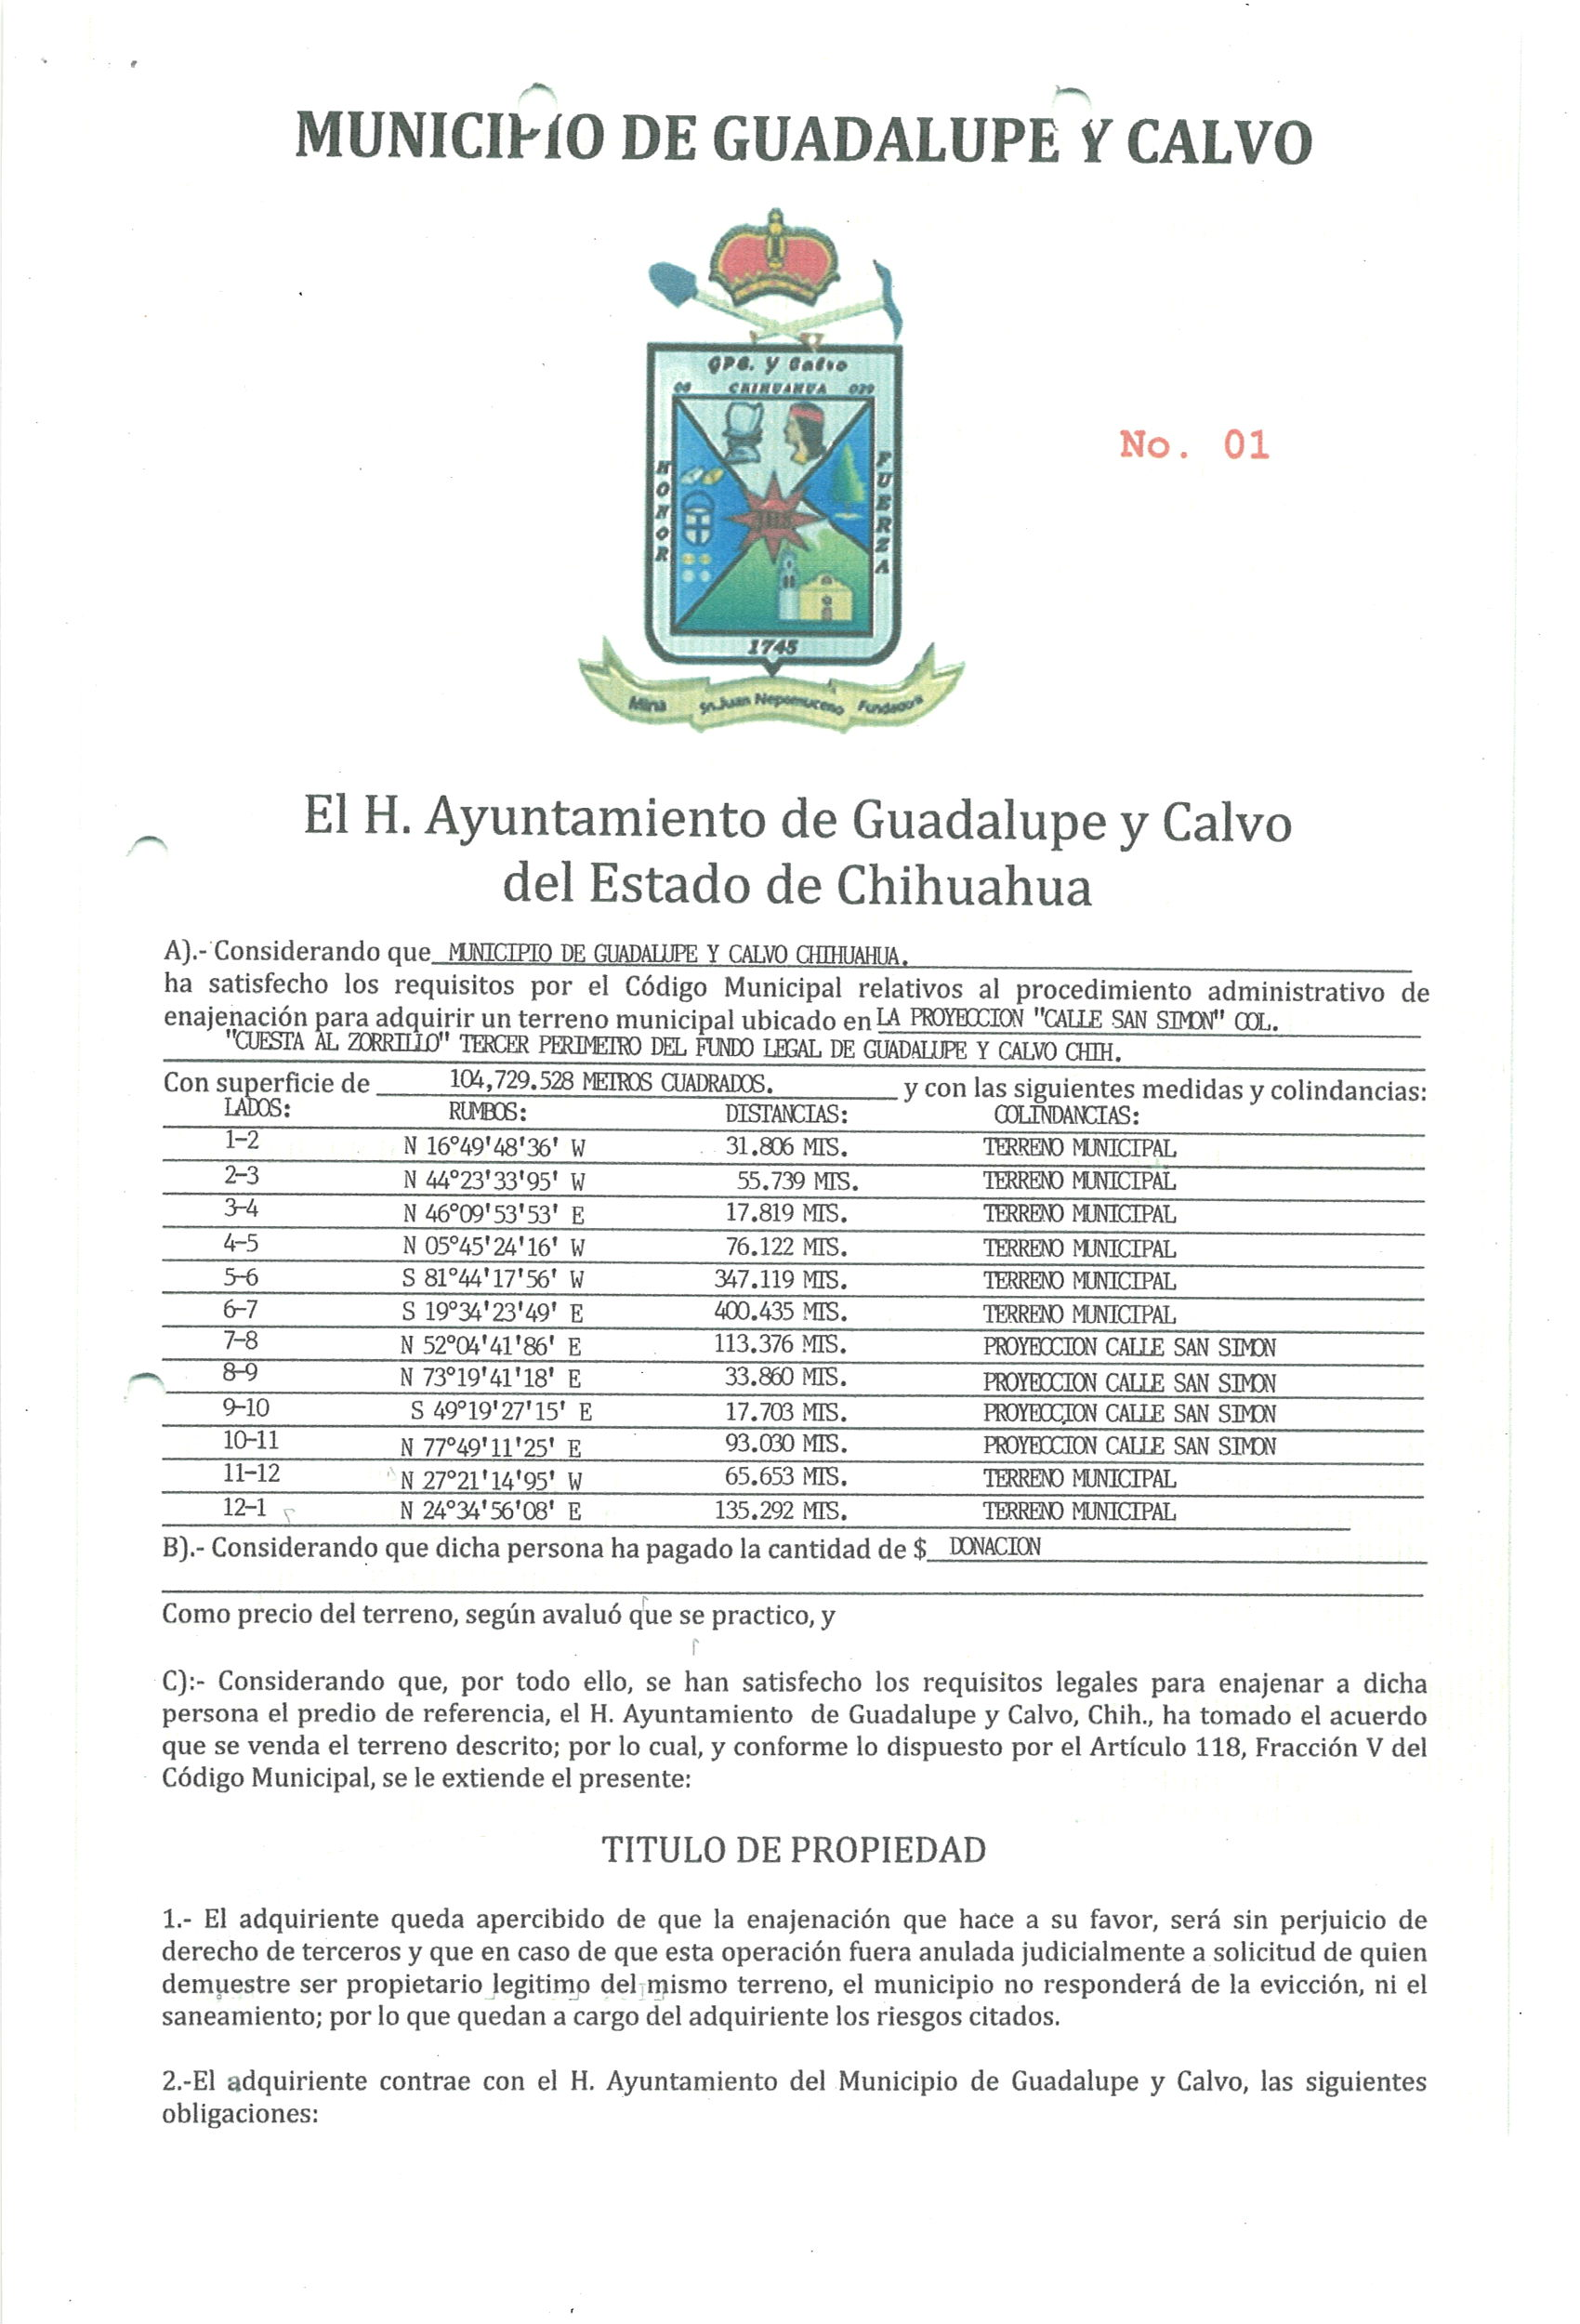 MUNICIPIO DE GUADALUPE Y CALVO
GPE. Y Calvo
08 CHIHUAHUA 029
No. 01
HONOR
FUERZA
JHS
1745
Mina Sn.Juan Nepomuceno Fundadora
El H. Ayuntamiento de Guadalupe y Calvo
del Estado de Chihuahua
A).- Considerando que MUNICIPIO DE GUADALUPE Y CALVO CHIHUAHUA.
ha satisfecho los requisitos por el Código Municipal relativos al procedimiento administrativo de
enajenación para adquirir un terreno municipal ubicado en LA PROYECCION "CALLE SAN SIMON" COL.
"CUESTA AL ZORRILLO" TERCER PERIMETRO DEL FUNDO LEGAL DE GUADALUPE Y CALVO CHIH.
Con superficie de 104,729.528 METROS CUADRADOS. y con las siguientes medidas y colindancias:
LADOS: RUMBOS: DISTANCIAS: COLINDANCIAS:
1-2 N 16°49'48'36' W 31.806 MTS. TERRENO MUNICIPAL
2-3 N 44°23'33'95' W 55.739 MTS. TERRENO MUNICIPAL
3-4 N 46°09'53'53' E 17.819 MTS. TERRENO MUNICIPAL
4-5 N 05°45'24'16' W 76.122 MTS. TERRENO MUNICIPAL
5-6 S 81°44'17'56' W 347.119 MTS. TERRENO MUNICIPAL
6-7 S 19°34'23'49' E 400.435 MTS. TERRENO MUNICIPAL
7-8 N 52°04'41'86' E 113.376 MTS. PROYECCION CALLE SAN SIMON
8-9 N 73°19'41'18' E 33.860 MTS. PROYECCION CALLE SAN SIMON
9-10 S 49°19'27'15' E 17.703 MTS. PROYECCION CALLE SAN SIMON
10-11 N 77°49'11'25' E 93.030 MTS. PROYECCION CALLE SAN SIMON
11-12 N 27°21'14'95' W 65.653 MTS. TERRENO MUNICIPAL
12-1 N 24°34'56'08' E 135.292 MTS. TERRENO MUNICIPAL
B).- Considerando que dicha persona ha pagado la cantidad de $ DONACION
Como precio del terreno, según avaluó que se practico, y
C):- Considerando que, por todo ello, se han satisfecho los requisitos legales para enajenar a dicha
persona el predio de referencia, el H. Ayuntamiento de Guadalupe y Calvo, Chih., ha tomado el acuerdo
que se venda el terreno descrito; por lo cual, y conforme lo dispuesto por el Artículo 118, Fracción V del
Código Municipal, se le extiende el presente:
TITULO DE PROPIEDAD
1.- El adquiriente queda apercibido de que la enajenación que hace a su favor, será sin perjuicio de
derecho de terceros y que en caso de que esta operación fuera anulada judicialmente a solicitud de quien
demuestre ser propietario legitimo del mismo terreno, el municipio no responderá de la evicción, ni el
saneamiento; por lo que quedan a cargo del adquiriente los riesgos citados.
2.-El adquiriente contrae con el H. Ayuntamiento del Municipio de Guadalupe y Calvo, las siguientes
obligaciones: